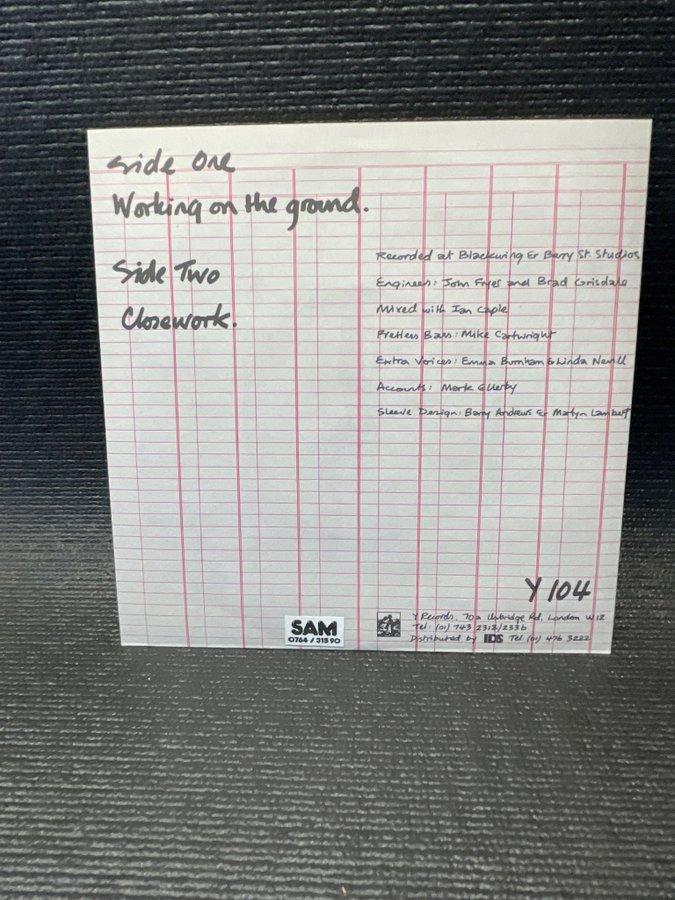 Side One
Working on the ground.
Side Two
Closework.
Recorded at Blackwing & Berry St. Studios
Engineers: John Fryer and Brad Grisdale
Mixed with Ian Caple
Fretless Bass: Mike Cartwright
Extra Voices: Emma Burnham & Linda Nevill
Accounts: Mark Ellerby
Sleeve Design: Barry Andrews & Martyn Lambert
Y 104
SAM
0764 / 31590
Y Records, 70a Uxbridge Rd, London W12
Tel: (01) 743 2313/2336
Distributed by IDS Tel (01) 476 3222